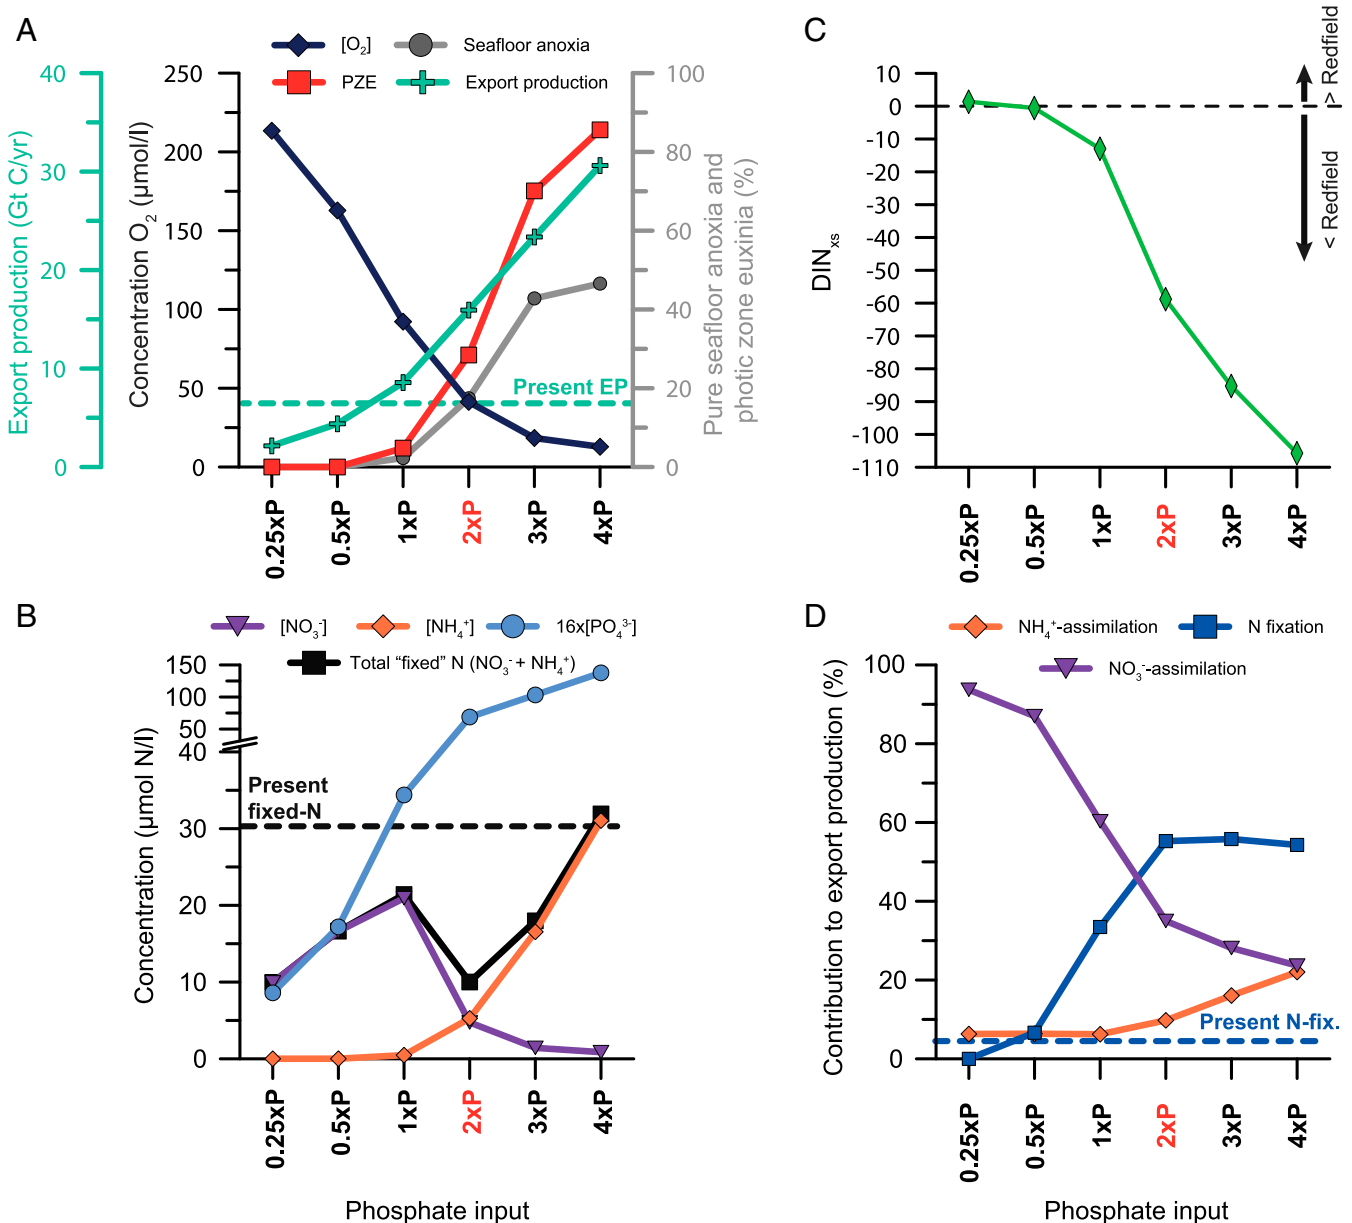 A
[O₂]
Seafloor anoxia
PZE
Export production
40
30
20
10
0
Export production (Gt C/yr)
250
200
150
100
50
0
Concentration O₂ (µmol/l)
Present EP
100
80
60
40
20
0
Pure seafloor anoxia and
photic zone euxinia (%)
0.25xP
0.5xP
1xP
2xP
3xP
4xP
C
10
0
-10
-20
-30
-40
-50
-60
-70
-80
-90
-100
-110
DINxs
> Redfield
< Redfield
0.25xP
0.5xP
1xP
2xP
3xP
4xP
B
[NO₃⁻]
[NH₄⁺]
16x[PO₄³⁻]
Total “fixed” N (NO₃⁻+ NH₄⁺)
150
100
50
40
30
20
10
0
Concentration (µmol N/l)
Present
fixed-N
0.25xP
0.5xP
1xP
2xP
3xP
4xP
Phosphate input
D
NH₄⁺-assimilation
N fixation
NO₃⁻-assimilation
100
80
60
40
20
0
Contribution to export production (%)
Present N-fix.
0.25xP
0.5xP
1xP
2xP
3xP
4xP
Phosphate input